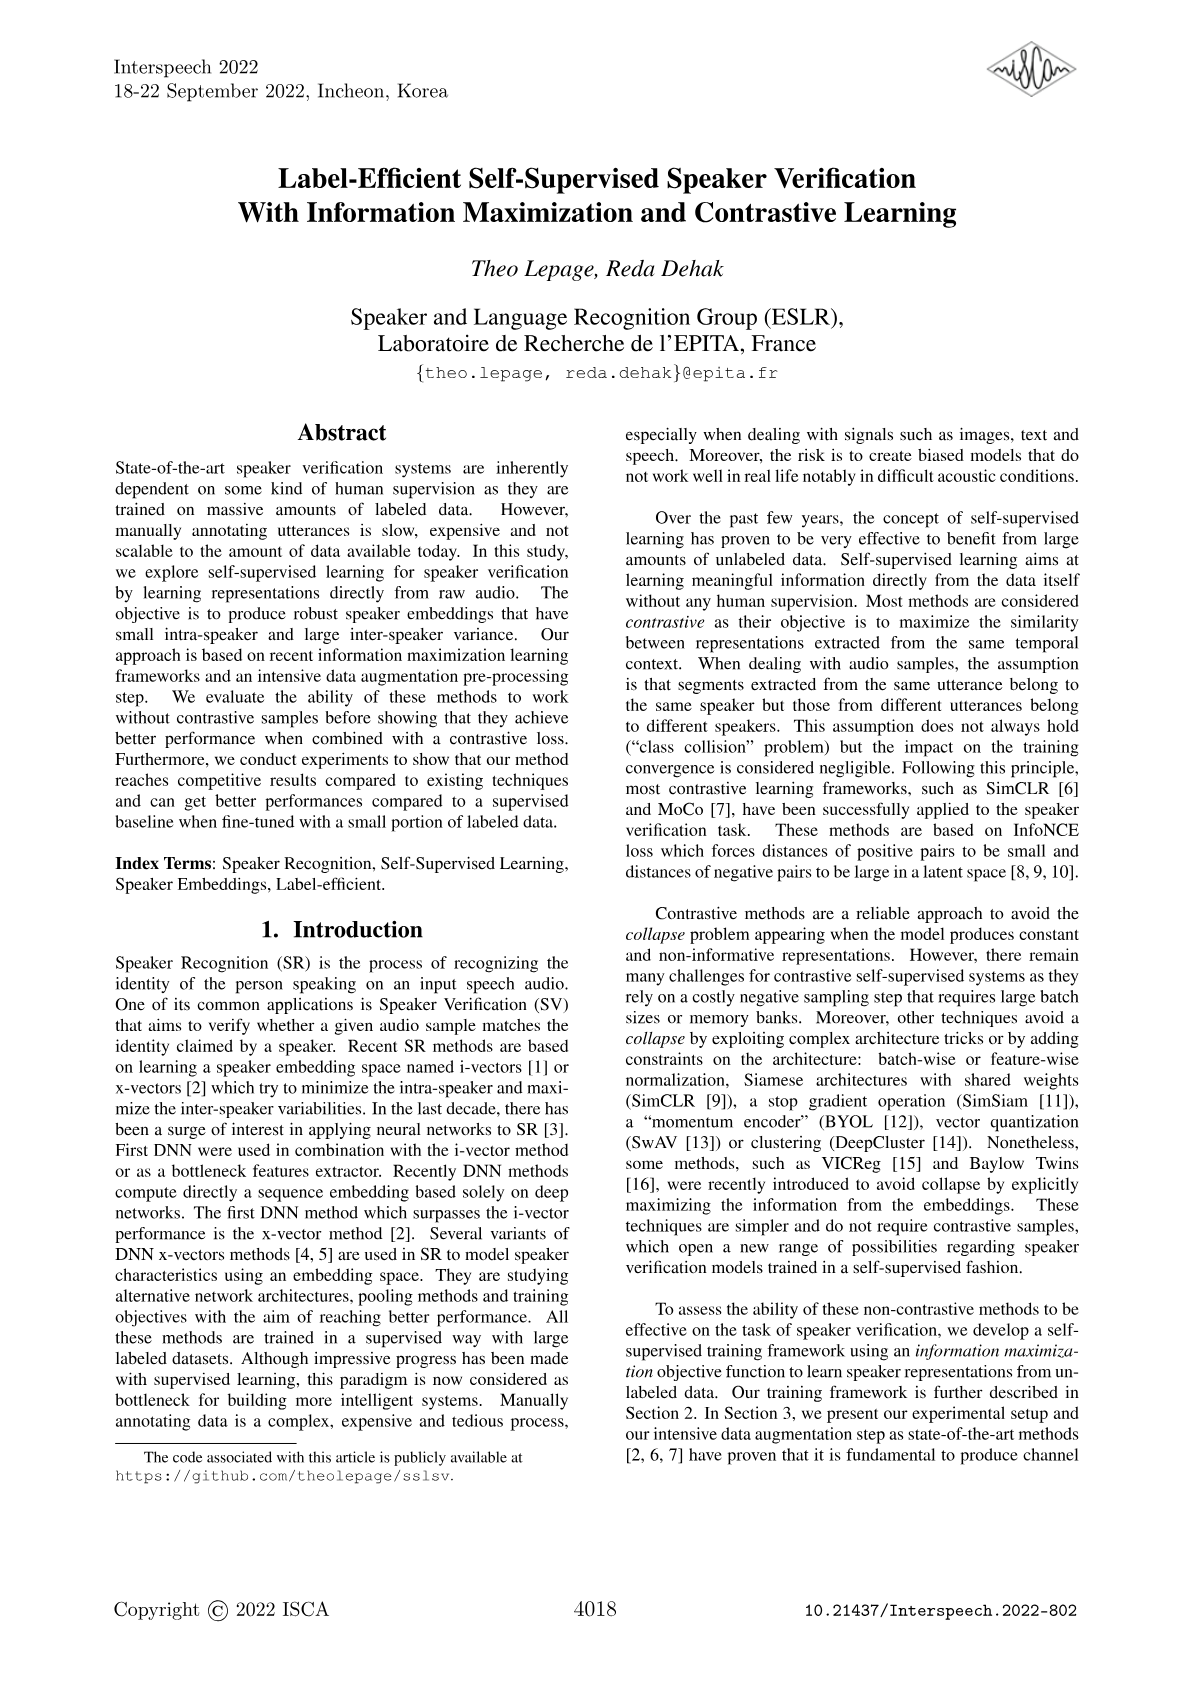 Interspeech 2022
18-22 September 2022, Incheon, Korea
Label-Efficient Self-Supervised Speaker Verification
With Information Maximization and Contrastive Learning
Theo Lepage, Reda Dehak
Speaker and Language Recognition Group (ESLR),
Laboratoire de Recherche de l'EPITA, France
{theo.lepage, reda.dehak}@epita.fr
Abstract
State-of-the-art speaker verification systems are inherently
dependent on some kind of human supervision as they are
trained on massive amounts of labeled data. However,
manually annotating utterances is slow, expensive and not
scalable to the amount of data available today. In this study,
we explore self-supervised learning for speaker verification
by learning representations directly from raw audio. The
objective is to produce robust speaker embeddings that have
small intra-speaker and large inter-speaker variance. Our
approach is based on recent information maximization learning
frameworks and an intensive data augmentation pre-processing
step. We evaluate the ability of these methods to work
without contrastive samples before showing that they achieve
better performance when combined with a contrastive loss.
Furthermore, we conduct experiments to show that our method
reaches competitive results compared to existing techniques
and can get better performances compared to a supervised
baseline when fine-tuned with a small portion of labeled data.
Index Terms: Speaker Recognition, Self-Supervised Learning,
Speaker Embeddings, Label-efficient.
1. Introduction
Speaker Recognition (SR) is the process of recognizing the
identity of the person speaking on an input speech audio.
One of its common applications is Speaker Verification (SV)
that aims to verify whether a given audio sample matches the
identity claimed by a speaker. Recent SR methods are based
on learning a speaker embedding space named i-vectors [1] or
x-vectors [2] which try to minimize the intra-speaker and maxi-
mize the inter-speaker variabilities. In the last decade, there has
been a surge of interest in applying neural networks to SR [3].
First DNN were used in combination with the i-vector method
or as a bottleneck features extractor. Recently DNN methods
compute directly a sequence embedding based solely on deep
networks. The first DNN method which surpasses the i-vector
performance is the x-vector method [2]. Several variants of
DNN x-vectors methods [4, 5] are used in SR to model speaker
characteristics using an embedding space. They are studying
alternative network architectures, pooling methods and training
objectives with the aim of reaching better performance. All
these methods are trained in a supervised way with large
labeled datasets. Although impressive progress has been made
with supervised learning, this paradigm is now considered as
bottleneck for building more intelligent systems. Manually
annotating data is a complex, expensive and tedious process,
The code associated with this article is publicly available at
https://github.com/theolepage/sslsv.
especially when dealing with signals such as images, text and
speech. Moreover, the risk is to create biased models that do
not work well in real life notably in difficult acoustic conditions.
Over the past few years, the concept of self-supervised
learning has proven to be very effective to benefit from large
amounts of unlabeled data. Self-supervised learning aims at
learning meaningful information directly from the data itself
without any human supervision. Most methods are considered
contrastive as their objective is to maximize the similarity
between representations extracted from the same temporal
context. When dealing with audio samples, the assumption
is that segments extracted from the same utterance belong to
the same speaker but those from different utterances belong
to different speakers. This assumption does not always hold
(“class collision” problem) but the impact on the training
convergence is considered negligible. Following this principle,
most contrastive learning frameworks, such as SimCLR [6]
and MoCo [7], have been successfully applied to the speaker
verification task. These methods are based on InfoNCE
loss which forces distances of positive pairs to be small and
distances of negative pairs to be large in a latent space [8, 9, 10].
Contrastive methods are a reliable approach to avoid the
collapse problem appearing when the model produces constant
and non-informative representations. However, there remain
many challenges for contrastive self-supervised systems as they
rely on a costly negative sampling step that requires large batch
sizes or memory banks. Moreover, other techniques avoid a
collapse by exploiting complex architecture tricks or by adding
constraints on the architecture: batch-wise or feature-wise
normalization, Siamese architectures with shared weights
(SimCLR [9]), a stop gradient operation (SimSiam [11]),
a “momentum encoder” (BYOL [12]), vector quantization
(SwAV [13]) or clustering (DeepCluster [14]). Nonetheless,
some methods, such as VICReg [15] and Baylow Twins
[16], were recently introduced to avoid collapse by explicitly
maximizing the information from the embeddings. These
techniques are simpler and do not require contrastive samples,
which open a new range of possibilities regarding speaker
verification models trained in a self-supervised fashion.
To assess the ability of these non-contrastive methods to be
effective on the task of speaker verification, we develop a self-
supervised training framework using an information maximiza-
tion objective function to learn speaker representations from un-
labeled data. Our training framework is further described in
Section 2. In Section 3, we present our experimental setup and
our intensive data augmentation step as state-of-the-art methods
[2, 6, 7] have proven that it is fundamental to produce channel
Copyright © 2022 ISCA
4018
10.21437/Interspeech.2022-802